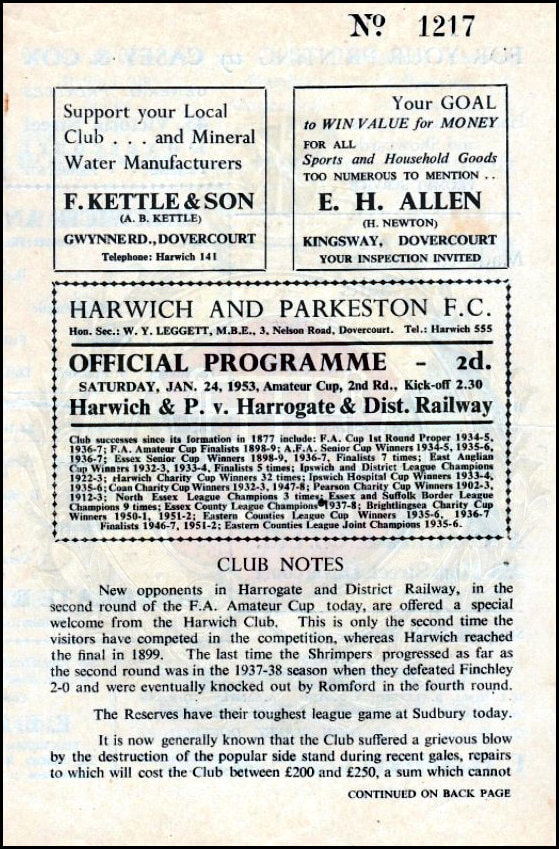 No 1217
Support your Local
Club . . . and Mineral
Water Manufacturers
F. KETTLE & SON
(A. B. KETTLE)
GWYNNE RD., DOVERCOURT
Telephone: Harwich 141
Your GOAL
to WIN VALUE for MONEY
FOR ALL
Sports and Household Goods
TOO NUMEROUS TO MENTION . .
E. H. ALLEN
(H. NEWTON)
KINGSWAY, DOVERCOURT
YOUR INSPECTION INVITED
HARWICH AND PARKESTON F.C.
Hon. Sec.: W. Y. LEGGETT, M.B.E., 3, Nelson Road, Dovercourt. Tel.: Harwich 555
OFFICIAL PROGRAMME - 2d.
SATURDAY, JAN. 24, 1953, Amateur Cup, 2nd Rd., Kick-off 2.30
Harwich & P. v. Harrogate & Dist. Railway
Club successes since its formation in 1877 include: F.A. Cup 1st Round Proper 1934-5,
1936-7; F.A. Amateur Cup Finalists 1898-9; A.F.A. Senior Cup Winners 1934-5, 1935-6,
1936-7; Essex Senior Cup Winners 1898-9, 1936-7, Finalists 7 times; East Anglian
Cup Winners 1932-3, 1933-4, Finalists 5 times; Ipswich and District League Champions
1922-3; Harwich Charity Cup Winners 32 times; Ipswich Hospital Cup Winners 1933-4,
1935-6; Coan Charity Cup Winners 1932-3, 1947-8; Pearson Charity Cup Winners 1902-3,
1912-3; North Essex League Champions 3 times; Essex and Suffolk Border League
Champions 9 times; Essex County League Champions 1937-8; Brightlingsea Charity Cup
Winners 1950-1, 1951-2; Eastern Counties League Cup Winners 1935-6, 1936-7
Finalists 1946-7, 1951-2; Eastern Counties League Joint Champions 1935-6.
CLUB NOTES
New opponents in Harrogate and District Railway, in the
second round of the F.A. Amateur Cup today, are offered a special
welcome from the Harwich Club. This is only the second time the
visitors have competed in the competition, whereas Harwich reached
the final in 1899. The last time the Shrimpers progressed as far as
the second round was in the 1937-38 season when they defeated Finchley
2-0 and were eventually knocked out by Romford in the fourth round.
The Reserves have their toughest league game at Sudbury today.
It is now generally known that the Club suffered a grievous blow
by the destruction of the popular side stand during recent gales, repairs
to which will cost the Club between £200 and £250, a sum which cannot
CONTINUED ON BACK PAGE